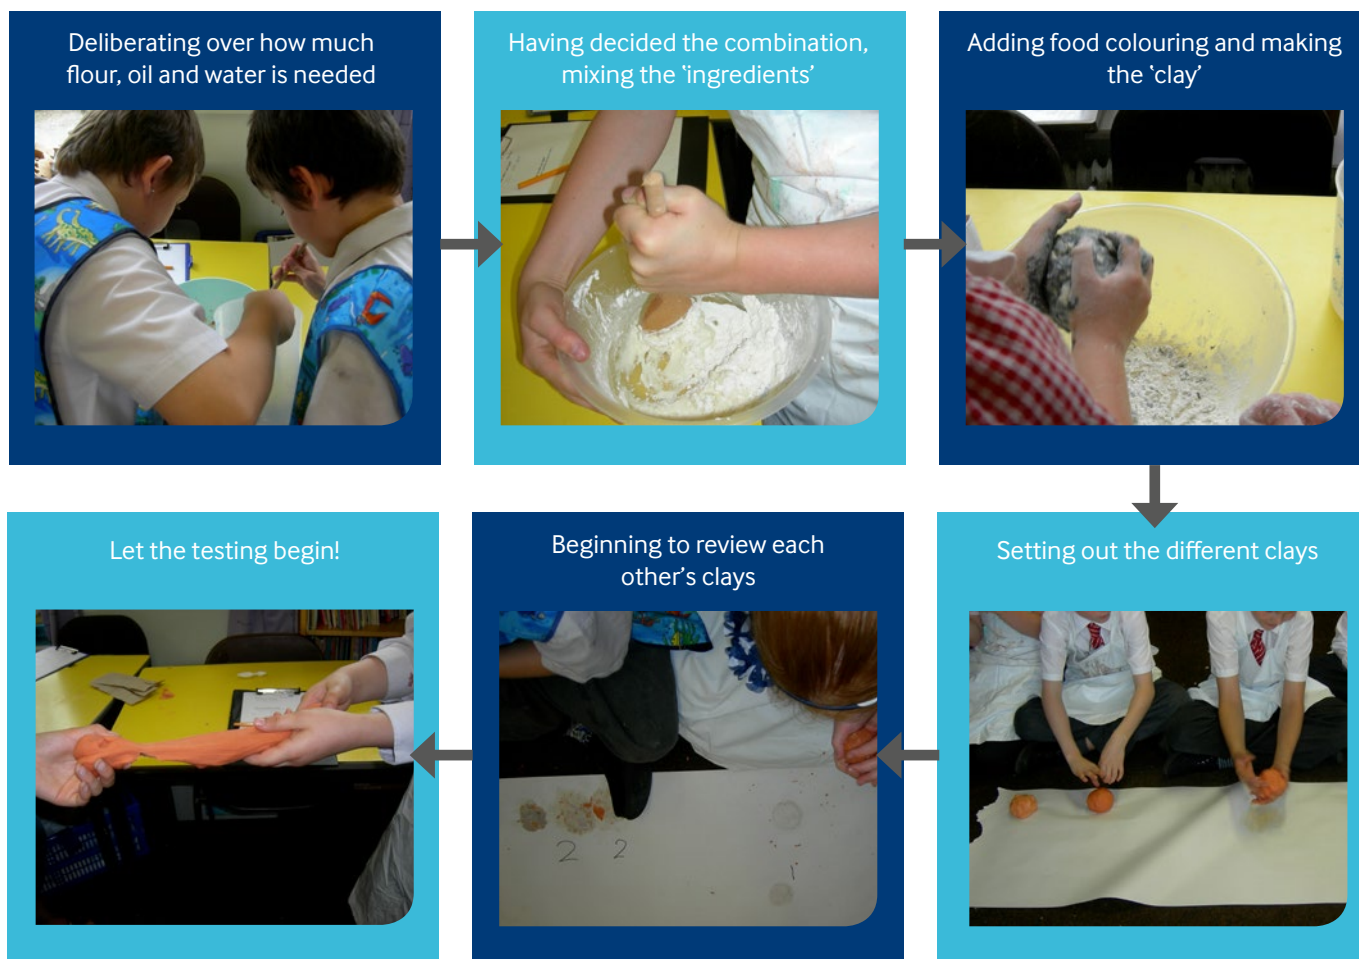 Deliberating over how much
flour, oil and water is needed
Having decided the combination,
mixing the ‘ingredients’
Adding food colouring and making
the ‘clay’
Setting out the different clays
Beginning to review each
other’s clays
2 2
1
Let the testing begin!